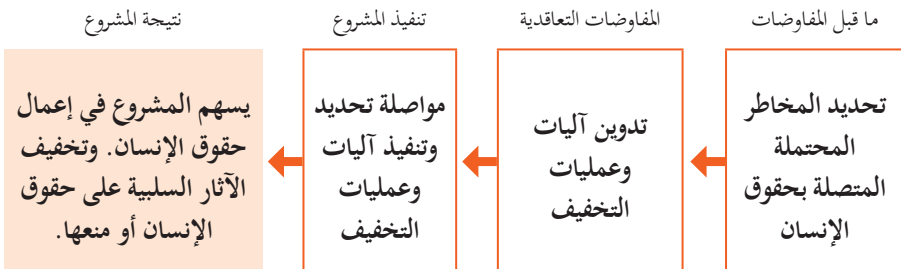 ما قبل المفاوضات
تحديد المخاطر
المحتملة
المتصلة بحقوق
الإنسان
المفاوضات التعاقدية
تدوين آليات
وعمليات
التخفيف
تنفيذ المشروع
مواصلة تحديد
وتنفيذ آليات
وعمليات
التخفيف
نتيجة المشروع
يسهم المشروع في إعمال
حقوق الإنسان. وتخفيف
الآثار السلبية على حقوق
الإنسان أو منعها.